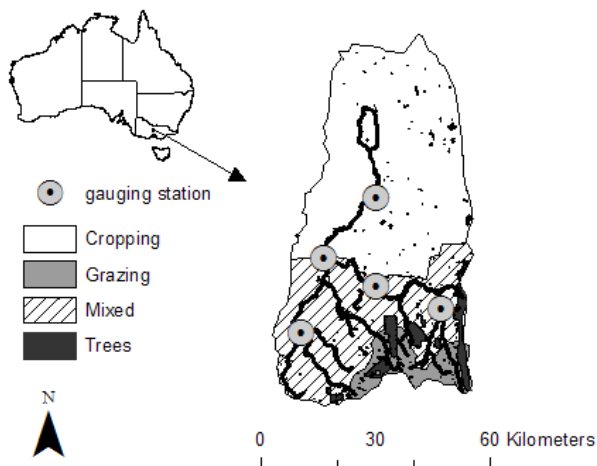 gauging station
Cropping
Grazing
Mixed
Trees
N
0 30 60 Kilometers